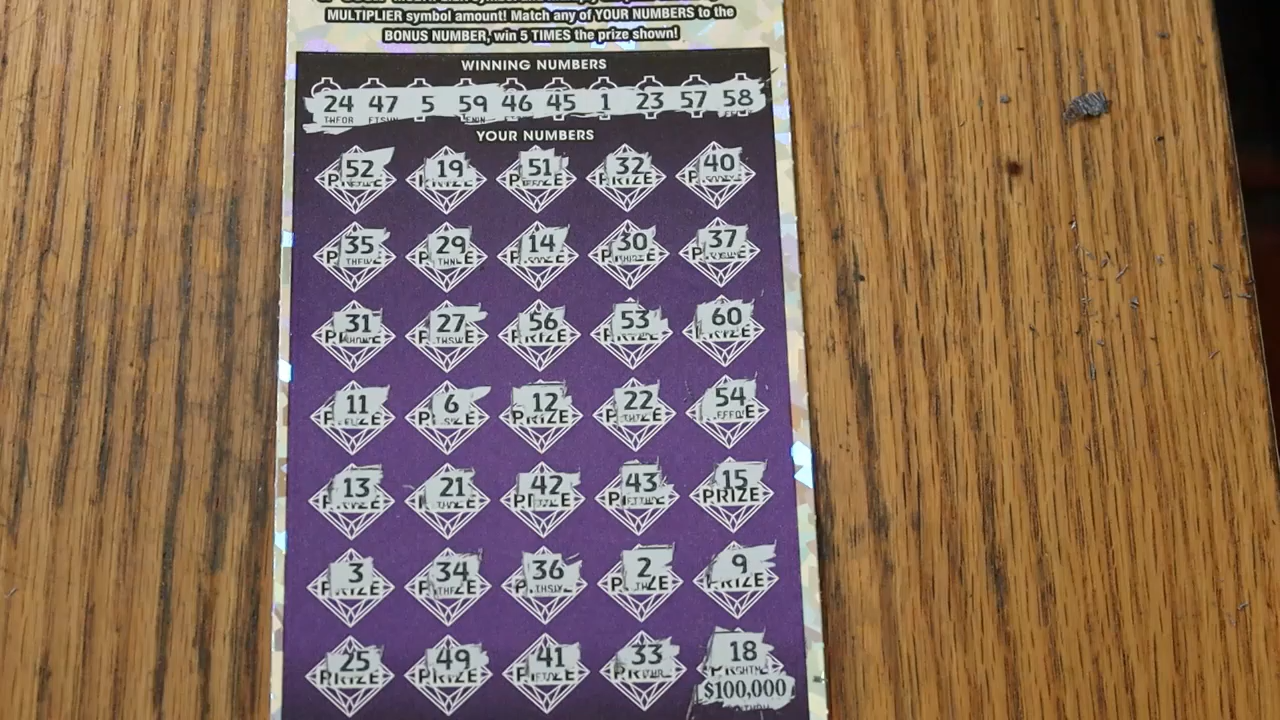 MULTIPLIER symbol amount! Match any of YOUR NUMBERS to the
BONUS NUMBER, win 5 TIMES the prize shown!
WINNING NUMBERS
24 47 5 59 46 45 1 23 57 58
TWFOR
YOUR NUMBERS
52 19 51 32 40
PRIZE
35 29 14 30 37
31 27 56 53 60
PRIZE
11 6 12 22 54
PRIZE
13 21 42 43 15
PRIZE
3 34 36 2 9
PRIZE PRIZE
25 49 41 33 18
PRIZE PRIZE
$100,000